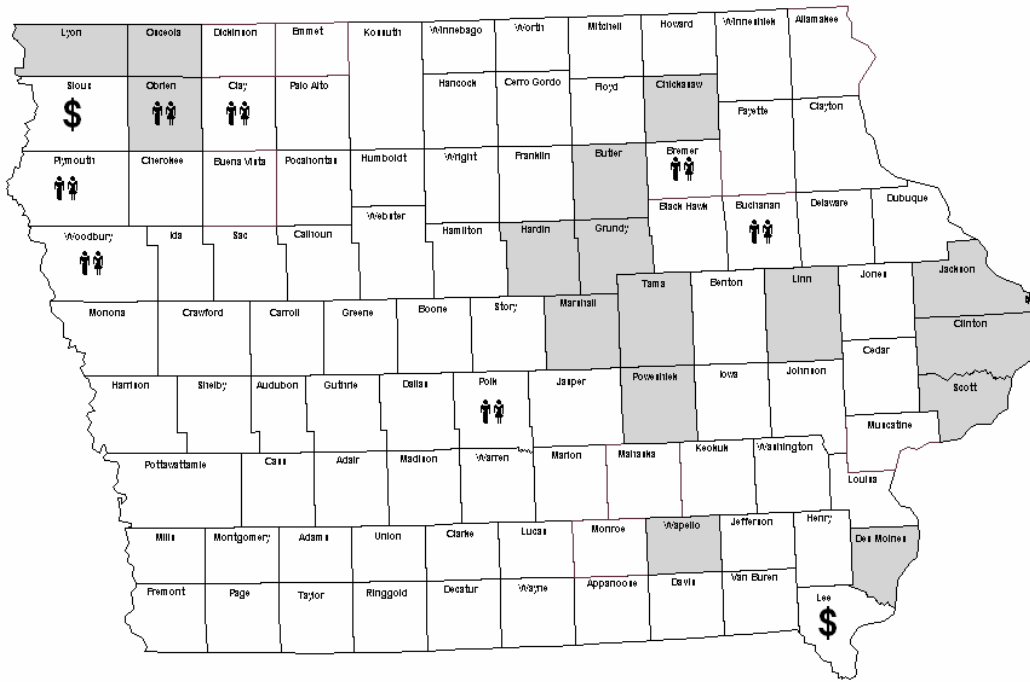 Lyon
Osceola
Dickinson
Emmet
Kossuth
Winnebago
Worth
Mitchell
Howard
Winneshiek
Allamakee
Sioux
Obrien
Clay
Palo Alto
Hancock
Cerro Gordo
Floyd
Chickasaw
Fayette
Clayton
$
Plymouth
Cherokee
Buena Vista
Pocahontas
Humboldt
Wright
Franklin
Butler
Bremer
Woodbury
Ida
Sac
Calhoun
Webster
Hamilton
Hardin
Grundy
Black Hawk
Buchanan
Delaware
Dubuque
Monona
Crawford
Carroll
Greene
Boone
Story
Marshall
Tama
Benton
Linn
Jones
Jackson
Clinton
Harrison
Shelby
Audubon
Guthrie
Dallas
Polk
Jasper
Poweshiek
Iowa
Johnson
Cedar
Scott
Muscatine
Pottawattamie
Cass
Adair
Madison
Warren
Marion
Mahaska
Keokuk
Washington
Louisa
Mills
Montgomery
Adams
Union
Clarke
Lucas
Monroe
Wapello
Jefferson
Henry
Des Moines
Fremont
Page
Taylor
Ringgold
Decatur
Wayne
Appanoose
Davis
Van Buren
Lee
$